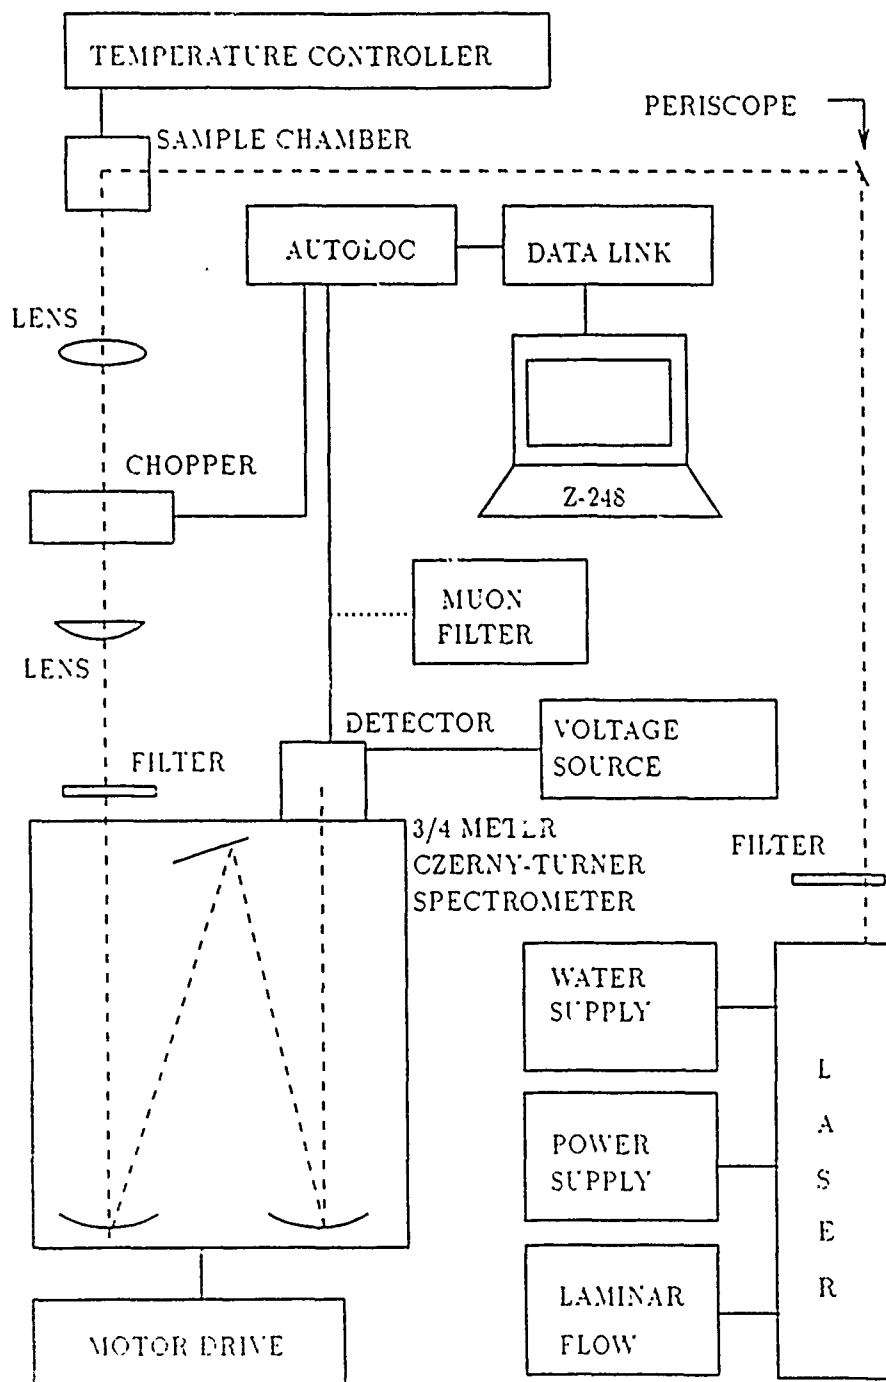 TEMPERATURE CONTROLLER
PERISCOPE
SAMPLE CHAMBER
AUTOLOC
DATA LINK
LENS
CHOPPER
Z-248
MUON
FILTER
LENS
DETECTOR
VOLTAGE
SOURCE
FILTER
3/4 METER
CZERNY-TURNER
SPECTROMETER
FILTER
WATER
SUPPLY
POWER
SUPPLY
LAMINAR
FLOW
L
A
S
E
R
MOTOR DRIVE